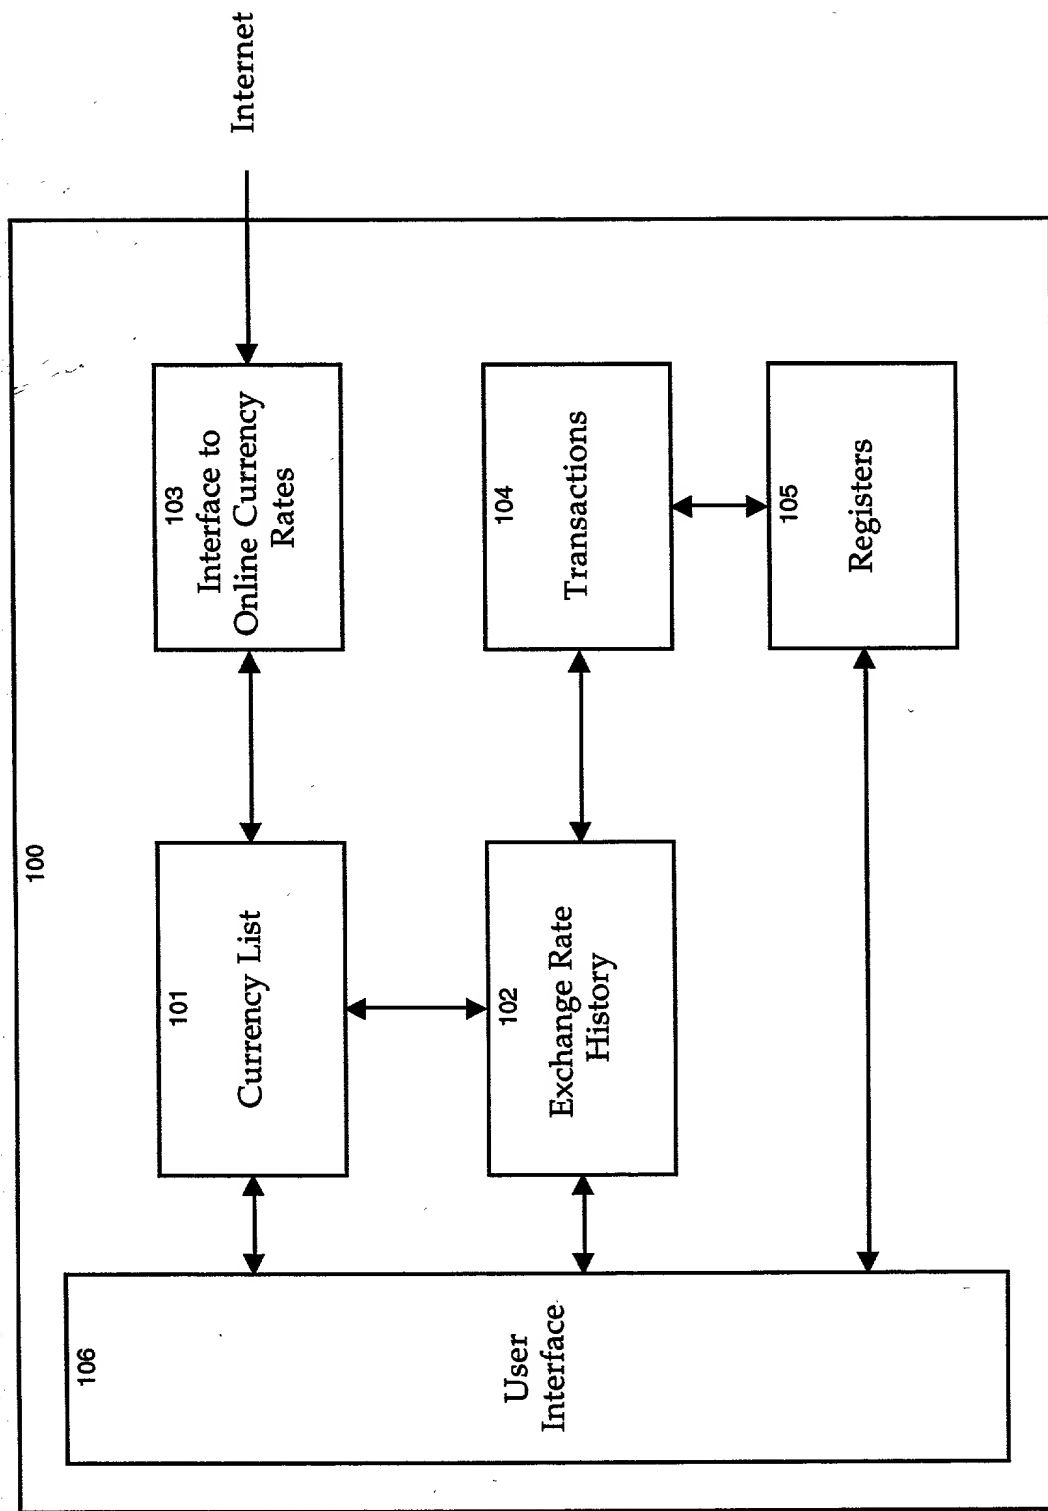 100
106
User
Interface
101
Currency List
103
Interface to
Online Currency
Rates
Internet
102
Exchange Rate
History
104
Transactions
105
Registers